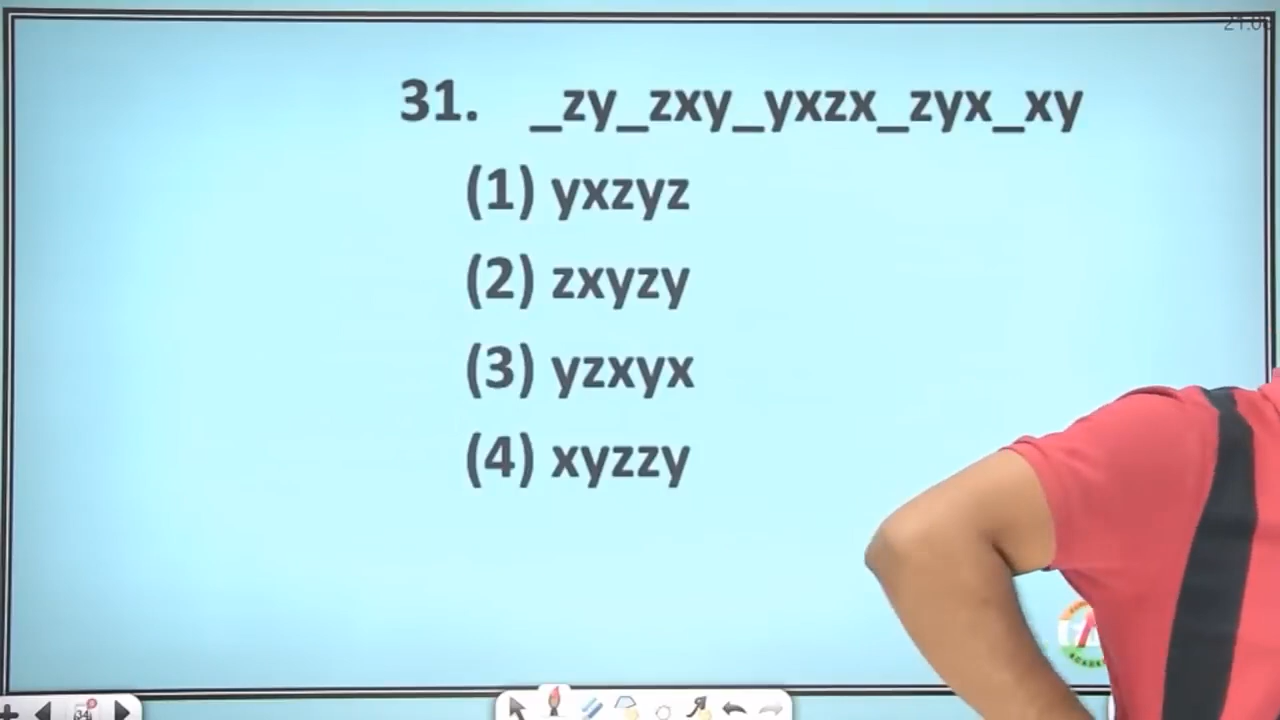 31. _zy_zxy_yxzx_zyx_xy
(1) yxzyz
(2) zxyzy
(3) yzxyx
(4) xyzzy